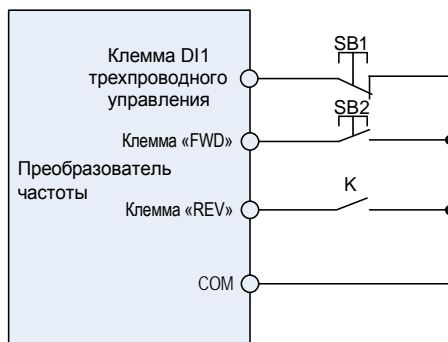 Клемма DI1
трехпроводного
управления
SB1
SB2
Клемма «FWD»
Преобразователь
частоты
K
Клемма «REV»
COM